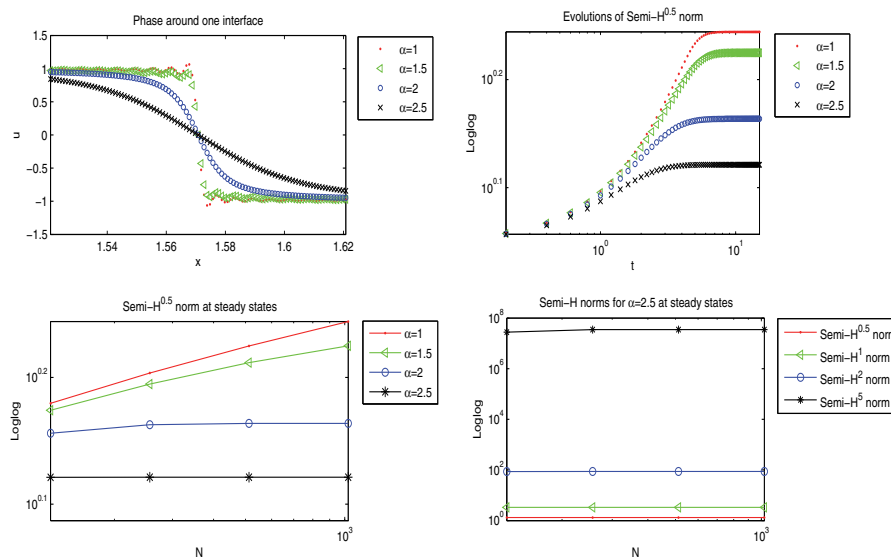 Phase around one interface
u
1
0.5
0
−0.5
−1
−1.5
1.54
1.56
1.58
1.6
1.62
x
α=1
α=1.5
α=2
α=2.5
Evolutions of Semi−H^0.5 norm
Loglog
10^0.2
10^0.1
10^0
10^1
t
α=1
α=1.5
α=2
α=2.5
Semi−H^0.5 norm at steady states
Loglog
10^0.2
10^0.1
10^3
N
α=1
α=1.5
α=2
α=2.5
Semi−H norms for α=2.5 at steady states
Loglog
10^8
10^6
10^4
10^2
10^0
10^3
N
Semi−H^0.5 norm
Semi−H^1 norm
Semi−H^2 norm
Semi−H^5 norm